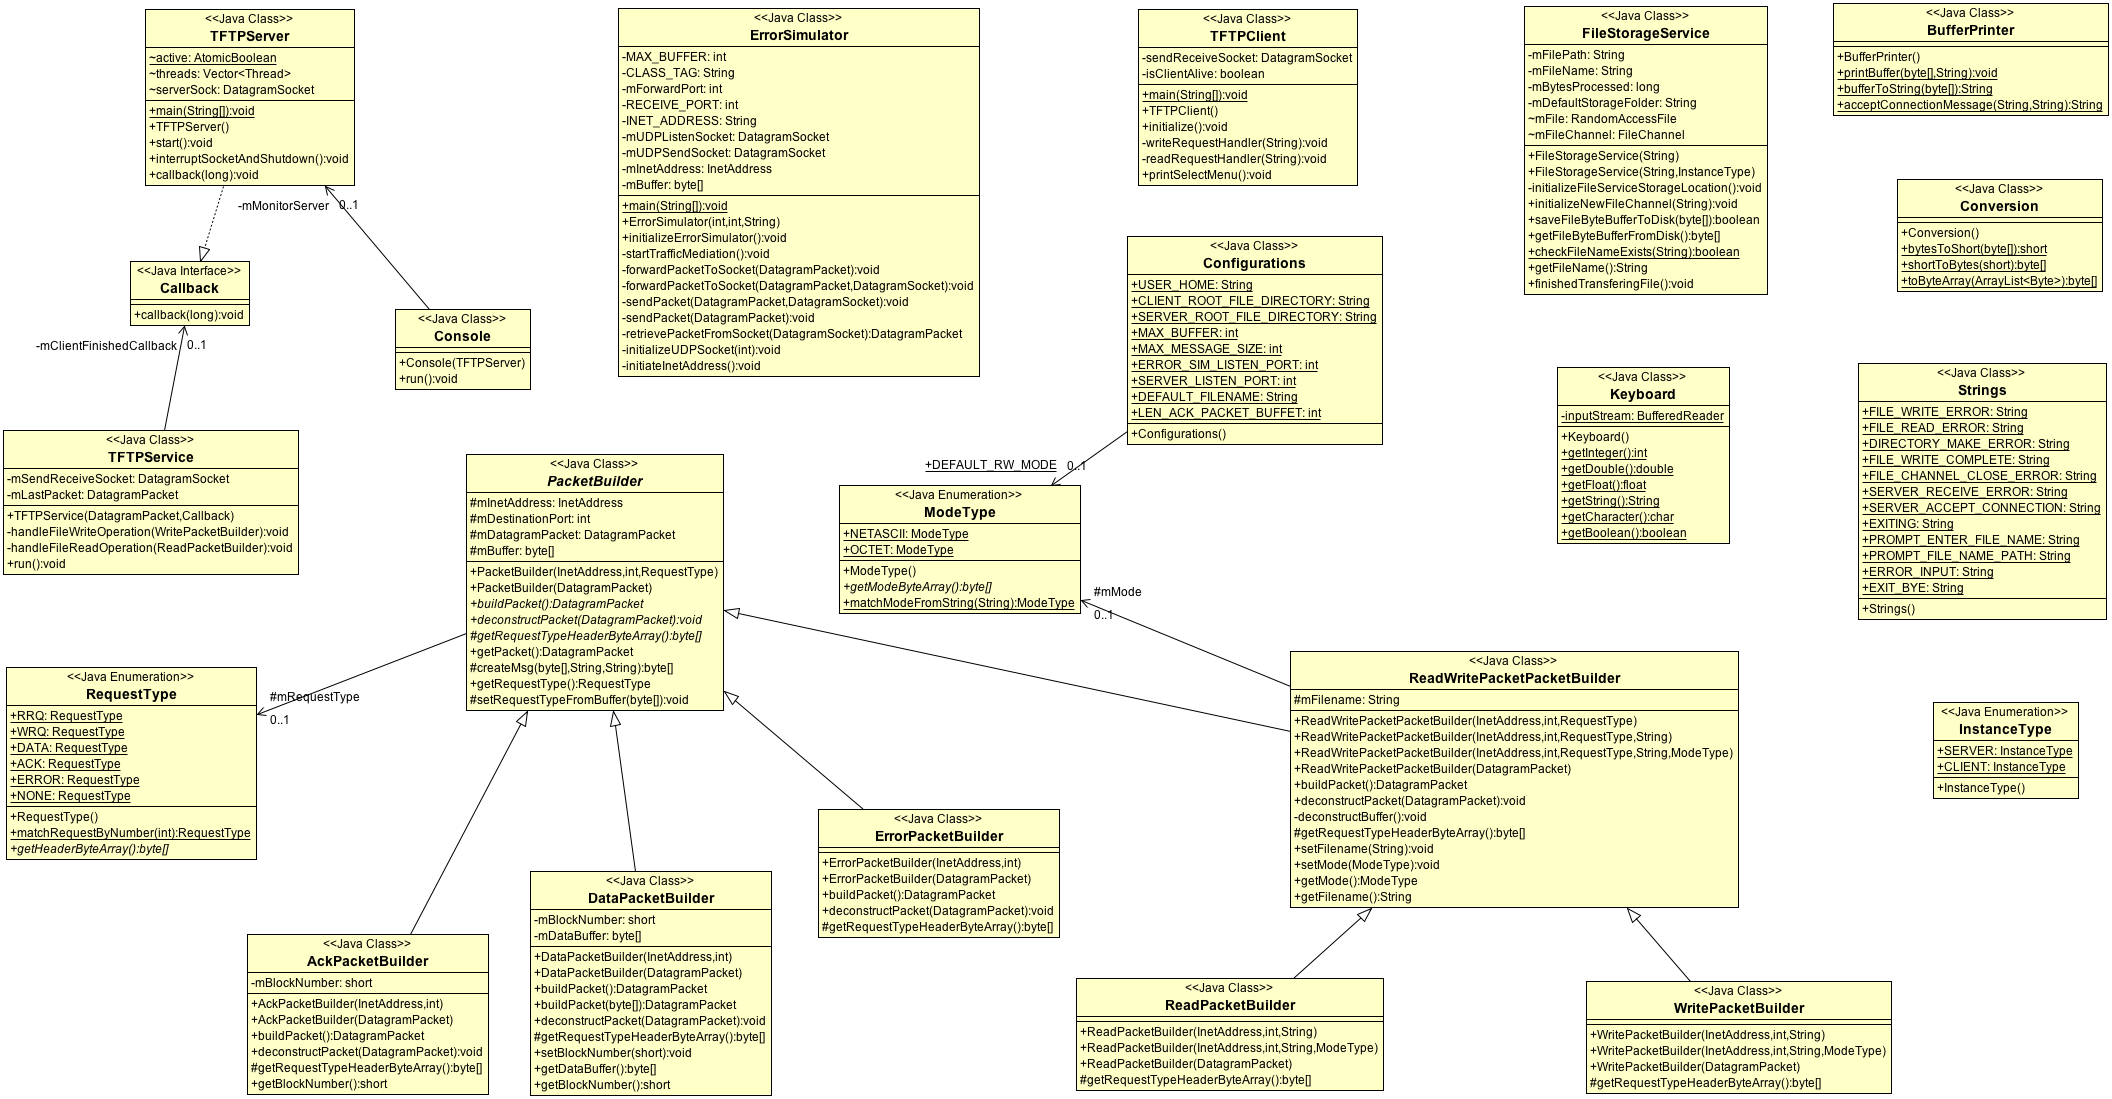 <<Java Class>>
TFTPServer
~active: AtomicBoolean
~threads: Vector<Thread>
~serverSock: DatagramSocket
+main(String[]):void
+TFTPServer()
+start():void
+interruptSocketAndShutdown():void
+callback(long):void
<<Java Class>>
ErrorSimulator
-MAX_BUFFER: int
-CLASS_TAG: String
-mForwardPort: int
-RECEIVE_PORT: int
-INET_ADDRESS: String
-mUDPListenSocket: DatagramSocket
-mUDPSendSocket: DatagramSocket
-mInetAddress: InetAddress
-mBuffer: byte[]
+main(String[]):void
+ErrorSimulator(int,int,String)
+initializeErrorSimulator():void
-startTrafficMediation():void
-forwardPacketToSocket(DatagramPacket):void
-forwardPacketToSocket(DatagramPacket,DatagramSocket):void
-sendPacket(DatagramPacket,DatagramSocket):void
-sendPacket(DatagramPacket):void
-retrievePacketFromSocket(DatagramSocket):DatagramPacket
-initializeUDPSocket(int):void
-initiateInetAddress():void
<<Java Class>>
TFTPClient
-sendReceiveSocket: DatagramSocket
-isClientAlive: boolean
+main(String[]):void
+TFTPClient()
+initialize():void
-writeRequestHandler(String):void
-readRequestHandler(String):void
+printSelectMenu():void
<<Java Class>>
FileStorageService
-mFilePath: String
-mFileName: String
-mBytesProcessed: long
-mDefaultStorageFolder: String
~mFile: RandomAccessFile
~mFileChannel: FileChannel
+FileStorageService(String)
+FileStorageService(String,InstanceType)
-initializeFileServiceStorageLocation():void
+initializeNewFileChannel(String):void
+saveFileByteBufferToDisk(byte[]):boolean
+getFileByteBufferFromDisk():byte[]
+checkFileNameExists(String):boolean
+getFileName():String
+finishedTransferingFile():void
<<Java Class>>
BufferPrinter
+BufferPrinter()
+printBuffer(byte[],String):void
+bufferToString(byte[]):String
+acceptConnectionMessage(String,String):String
<<Java Class>>
Conversion
+Conversion()
+bytesToShort(byte[]):short
+shortToBytes(short):byte[]
+toByteArray(ArrayList<Byte>):byte[]
-mMonitorServer
0..1
<<Java Interface>>
Callback
+callback(long):void
-mClientFinishedCallback
0..1
<<Java Class>>
Console
+Console(TFTPServer)
+run():void
<<Java Class>>
Configurations
+USER_HOME: String
+CLIENT_ROOT_FILE_DIRECTORY: String
+SERVER_ROOT_FILE_DIRECTORY: String
+MAX_BUFFER: int
+MAX_MESSAGE_SIZE: int
+ERROR_SIM_LISTEN_PORT: int
+SERVER_LISTEN_PORT: int
+DEFAULT_FILENAME: String
+LEN_ACK_PACKET_BUFFET: int
+Configurations()
<<Java Class>>
Keyboard
-inputStream: BufferedReader
+Keyboard()
+getInteger():int
+getDouble():double
+getFloat():float
+getString():String
+getCharacter():char
+getBoolean():boolean
<<Java Class>>
Strings
+FILE_WRITE_ERROR: String
+FILE_READ_ERROR: String
+DIRECTORY_MAKE_ERROR: String
+FILE_WRITE_COMPLETE: String
+FILE_CHANNEL_CLOSE_ERROR: String
+SERVER_RECEIVE_ERROR: String
+SERVER_ACCEPT_CONNECTION: String
+EXITING: String
+PROMPT_ENTER_FILE_NAME: String
+PROMPT_FILE_NAME_PATH: String
+ERROR_INPUT: String
+EXIT_BYE: String
+Strings()
<<Java Class>>
TFTPService
-mSendReceiveSocket: DatagramSocket
-mLastPacket: DatagramPacket
+TFTPService(DatagramPacket,Callback)
-handleFileWriteOperation(WritePacketBuilder):void
-handleFileReadOperation(ReadPacketBuilder):void
+run():void
<<Java Class>>
PacketBuilder
#mInetAddress: InetAddress
#mDestinationPort: int
#mDatagramPacket: DatagramPacket
#mBuffer: byte[]
+PacketBuilder(InetAddress,int,RequestType)
+PacketBuilder(DatagramPacket)
+buildPacket():DatagramPacket
+deconstructPacket(DatagramPacket):void
#getRequestTypeHeaderByteArray():byte[]
+getPacket():DatagramPacket
#createMsg(byte[],String,String):byte[]
+getRequestType():RequestType
#setRequestTypeFromBuffer(byte[]):void
+DEFAULT_RW_MODE
0..1
<<Java Enumeration>>
ModeType
+NETASCII: ModeType
+OCTET: ModeType
+ModeType()
+getModeByteArray():byte[]
+matchModeFromString(String):ModeType
#mMode
0..1
<<Java Enumeration>>
RequestType
+RRQ: RequestType
+WRQ: RequestType
+DATA: RequestType
+ACK: RequestType
+ERROR: RequestType
+NONE: RequestType
+RequestType()
+matchRequestByNumber(int):RequestType
+getHeaderByteArray():byte[]
#mRequestType
0..1
<<Java Class>>
ReadWritePacketPacketBuilder
#mFilename: String
+ReadWritePacketPacketBuilder(InetAddress,int,RequestType)
+ReadWritePacketPacketBuilder(InetAddress,int,RequestType,String)
+ReadWritePacketPacketBuilder(InetAddress,int,RequestType,String,ModeType)
+ReadWritePacketPacketBuilder(DatagramPacket)
+buildPacket():DatagramPacket
+deconstructPacket(DatagramPacket):void
-deconstructBuffer():void
#getRequestTypeHeaderByteArray():byte[]
+setFilename(String):void
+setMode(ModeType):void
+getMode():ModeType
+getFilename():String
<<Java Enumeration>>
InstanceType
+SERVER: InstanceType
+CLIENT: InstanceType
+InstanceType()
<<Java Class>>
ErrorPacketBuilder
+ErrorPacketBuilder(InetAddress,int)
+ErrorPacketBuilder(DatagramPacket)
+buildPacket():DatagramPacket
+deconstructPacket(DatagramPacket):void
#getRequestTypeHeaderByteArray():byte[]
<<Java Class>>
DataPacketBuilder
-mBlockNumber: short
-mDataBuffer: byte[]
+DataPacketBuilder(InetAddress,int)
+DataPacketBuilder(DatagramPacket)
+buildPacket():DatagramPacket
+buildPacket(byte[]):DatagramPacket
+deconstructPacket(DatagramPacket):void
#getRequestTypeHeaderByteArray():byte[]
+setBlockNumber(short):void
+getDataBuffer():byte[]
+getBlockNumber():short
<<Java Class>>
AckPacketBuilder
-mBlockNumber: short
+AckPacketBuilder(InetAddress,int)
+AckPacketBuilder(DatagramPacket)
+buildPacket():DatagramPacket
+deconstructPacket(DatagramPacket):void
#getRequestTypeHeaderByteArray():byte[]
+getBlockNumber():short
<<Java Class>>
ReadPacketBuilder
+ReadPacketBuilder(InetAddress,int,String)
+ReadPacketBuilder(InetAddress,int,String,ModeType)
+ReadPacketBuilder(DatagramPacket)
#getRequestTypeHeaderByteArray():byte[]
<<Java Class>>
WritePacketBuilder
+WritePacketBuilder(InetAddress,int,String)
+WritePacketBuilder(InetAddress,int,String,ModeType)
+WritePacketBuilder(DatagramPacket)
#getRequestTypeHeaderByteArray():byte[]